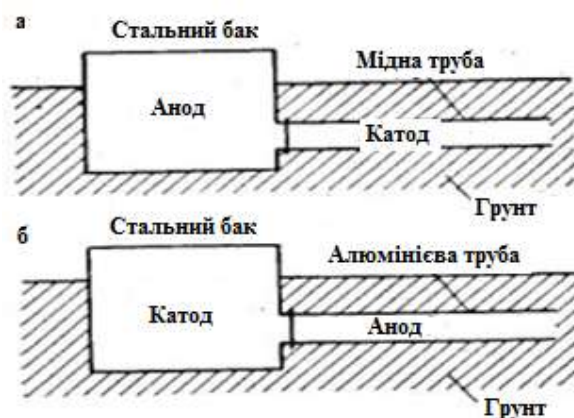 а
Стальний бак
Мідна труба
Анод
Катод
Грунт
б
Стальний бак
Алюмінієва труба
Катод
Анод
Грунт